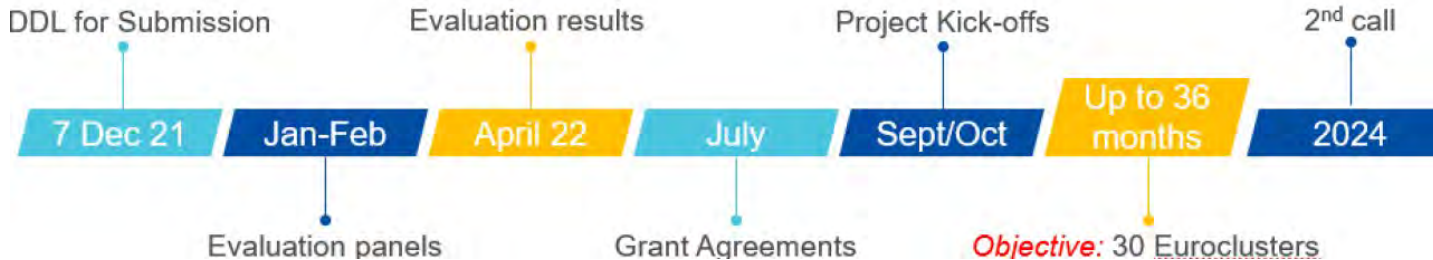 DDL for Submission
Evaluation results
Project Kick-offs
2nd call
7 Dec 21
Jan-Feb
April 22
July
Sept/Oct
Up to 36
months
2024
Evaluation panels
Grant Agreements
Objective: 30 Euroclusters